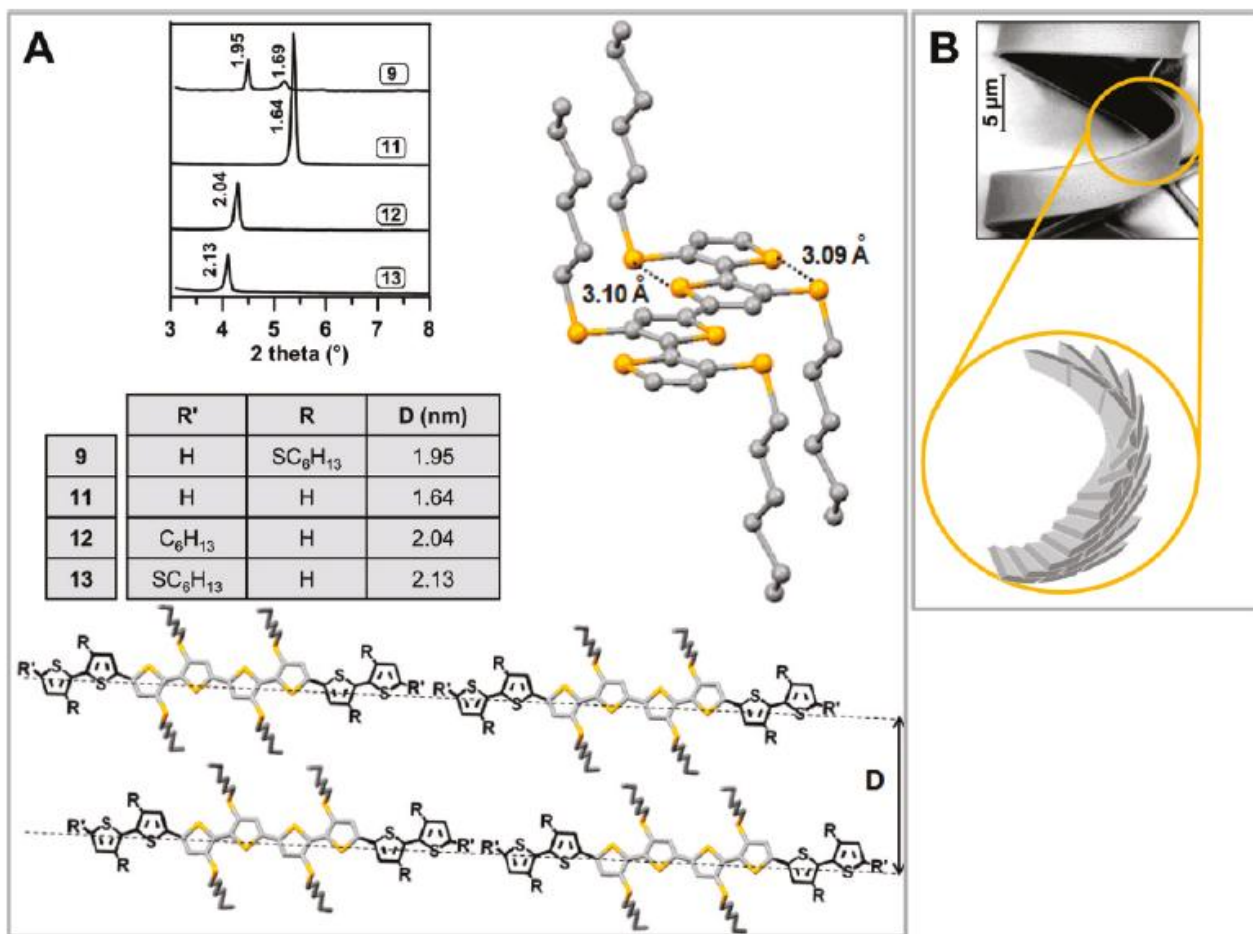 A
1.95
1.69
9
1.64
11
2.04
12
2.13
13
3 4 5 6 7 8
2 theta (°)
3.09 Å
3.10 Å
R' R D (nm)
9 H SC6H13 1.95
11 H H 1.64
12 C6H13 H 2.04
13 SC6H13 H 2.13
R R R R
R' S S S S R' R' S S S S R'
R R R R
D
R R R R
R' S S S S R' R' S S S S R'
R R R R
B
5 µm